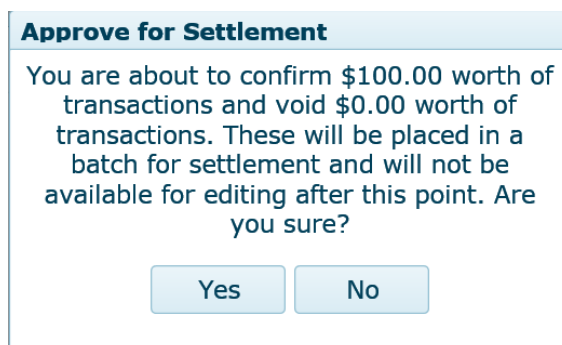 Approve for Settlement
You are about to confirm $100.00 worth of
transactions and void $0.00 worth of
transactions. These will be placed in a
batch for settlement and will not be
available for editing after this point. Are
you sure?
Yes
No